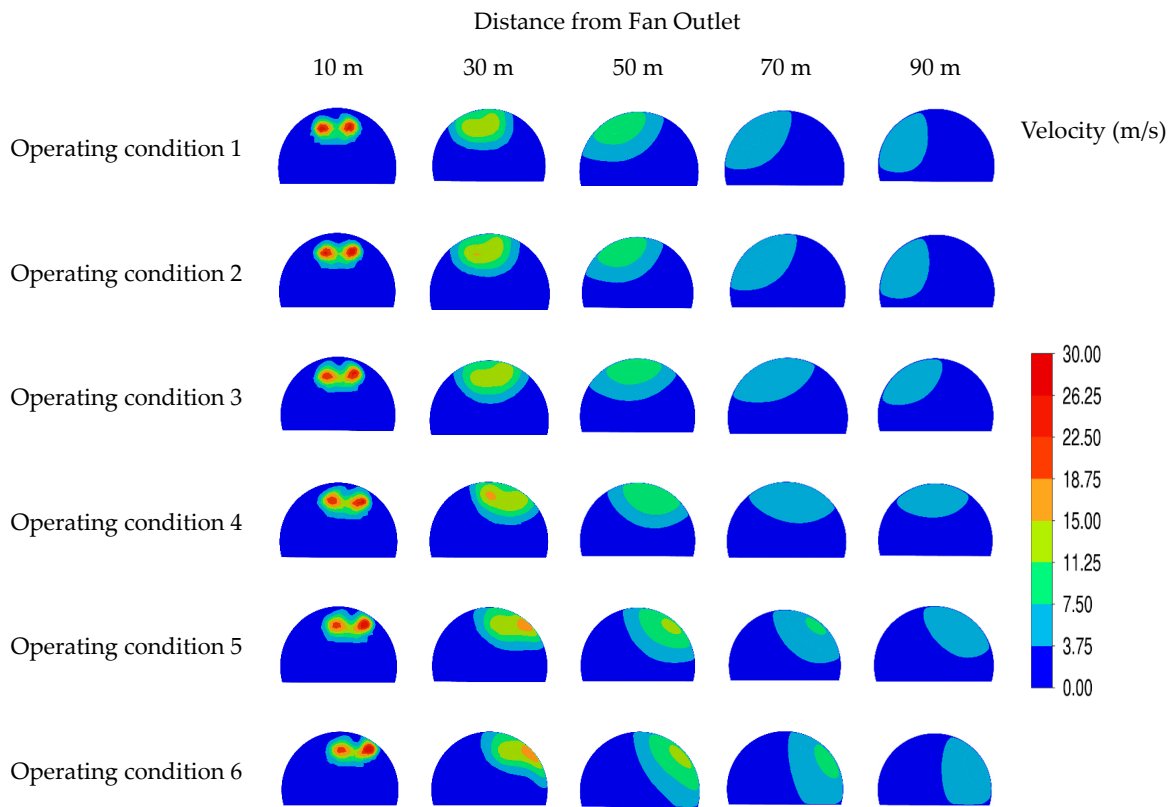 Distance from Fan Outlet
10 m 30 m 50 m 70 m 90 m
Operating condition 1
Velocity (m/s)
Operating condition 2
Operating condition 3
Operating condition 4
Operating condition 5
Operating condition 6
30.00
26.25
22.50
18.75
15.00
11.25
7.50
3.75
0.00